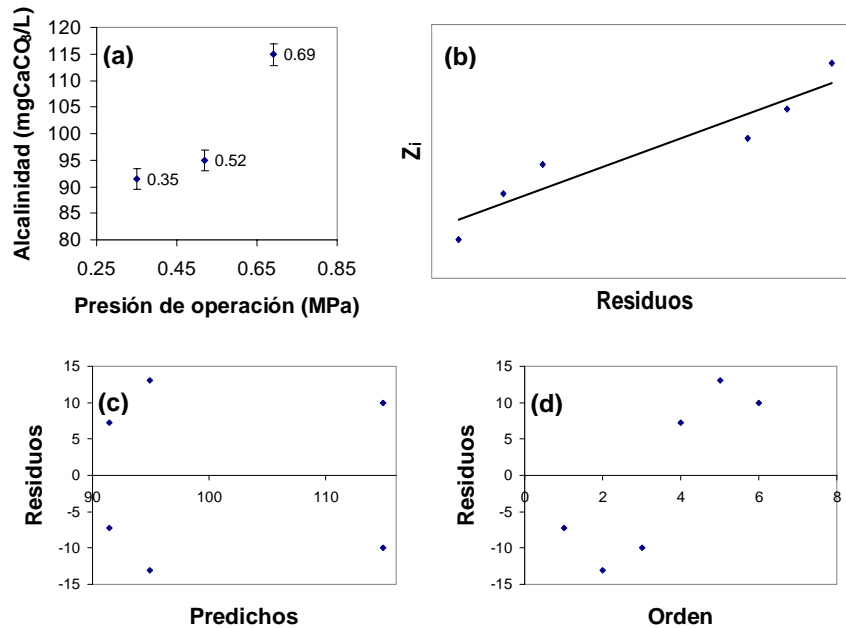 Alcalinidad (mgCaCO3/L)
(a)
120
115
110
105
100
95
90
85
80
0.69
0.52
0.35
0.25 0.45 0.65 0.85
Presión de operación (MPa)
(b)
Zi
Residuos
(c)
Residuos
15
10
5
0
-5
-10
-15
90 100 110
Predichos
(d)
Residuos
15
10
5
0
-5
-10
-15
0 2 4 6 8
Orden